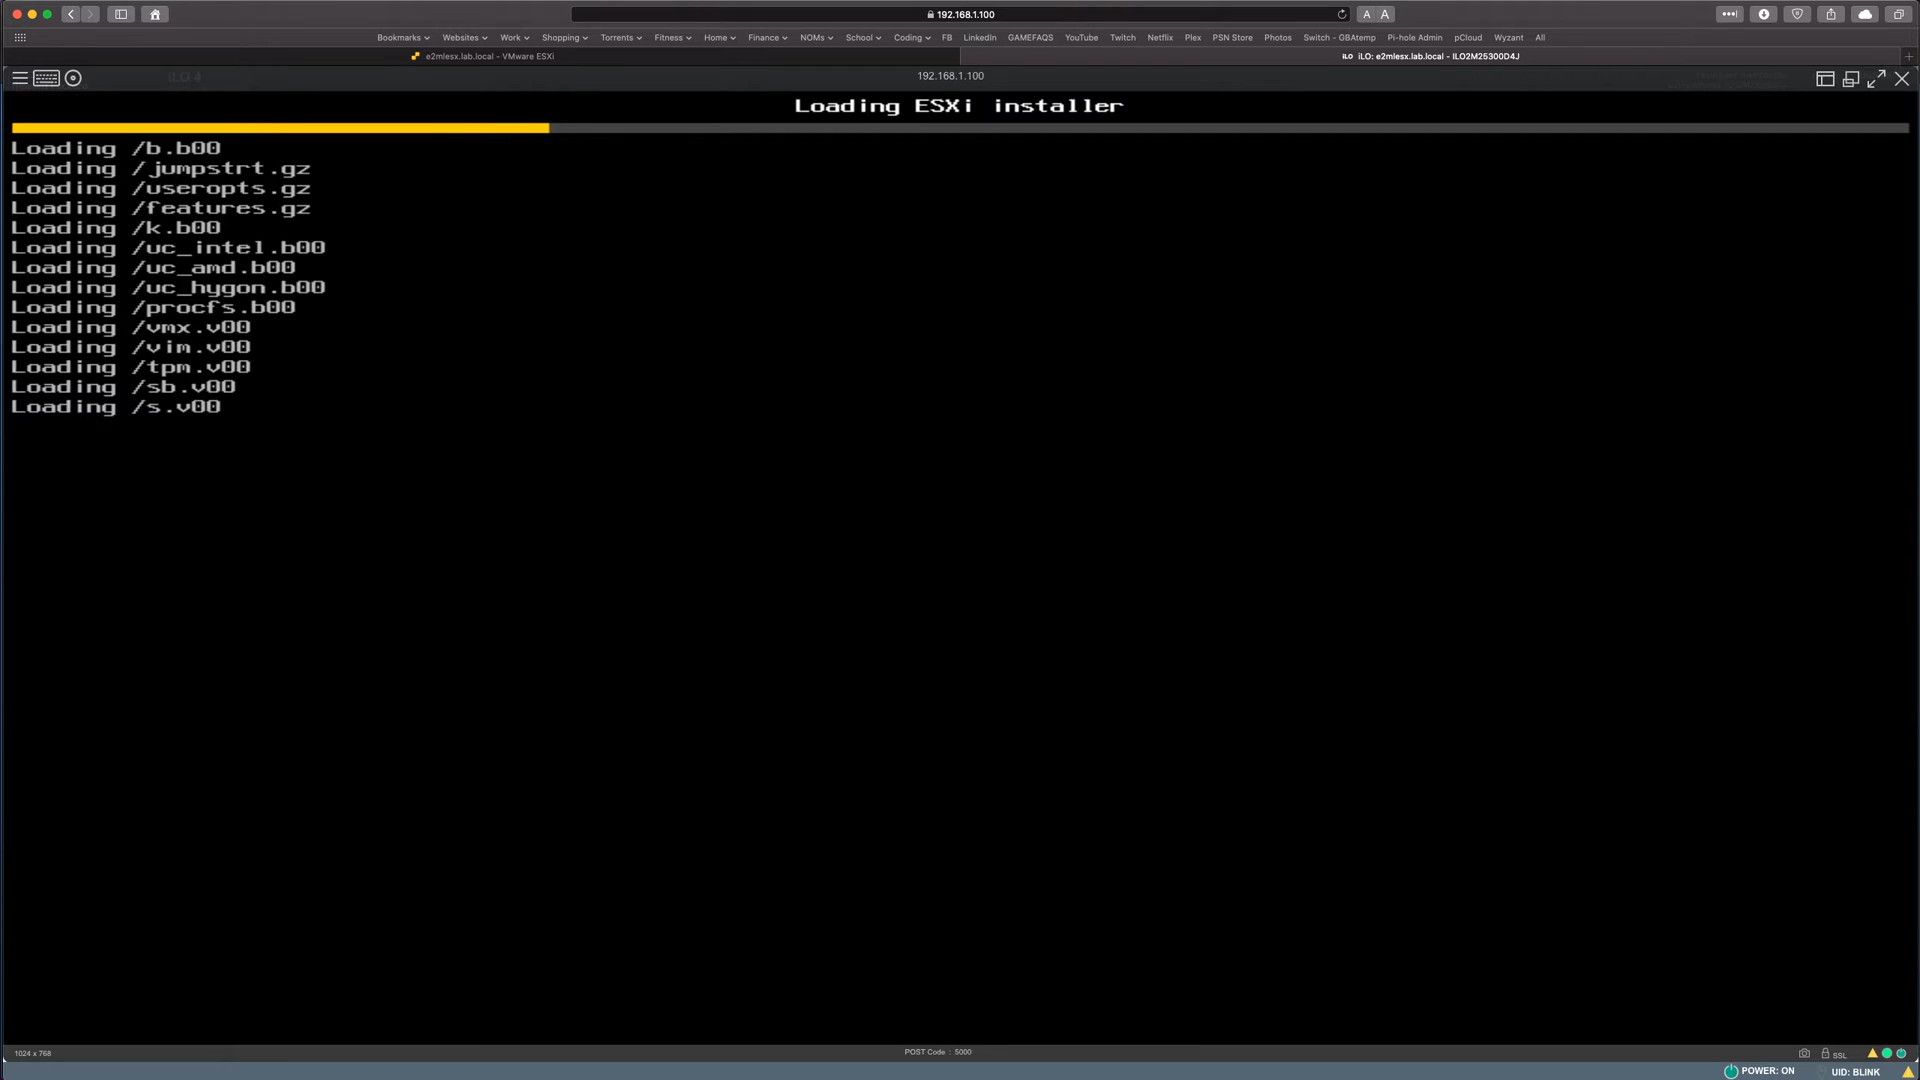 192.168.1.100
A A
Bookmarks Websites Work Shopping Torrents Fitness Home Finance NOMs School Coding FB LinkedIn GAMEFAQS YouTube Twitch Netflix Plex PSN Store Photos Switch - GBAtemp Pi-hole Admin pCloud Wyzant All
e2mlesx.lab.local - VMware ESXi
iLO iLO: e2mlesx.lab.local - ILO2M25300D4J
iLO 4
192.168.1.100
Loading ESXi installer
Loading /b.b00
Loading /jumpstrt.gz
Loading /useropts.gz
Loading /features.gz
Loading /k.b00
Loading /uc_intel.b00
Loading /uc_amd.b00
Loading /uc_hygon.b00
Loading /procfs.b00
Loading /vmx.v00
Loading /vim.v00
Loading /tpm.v00
Loading /sb.v00
Loading /s.v00
1024 x 768
POST Code : 5000
SSL
POWER: ON
UID: BLINK